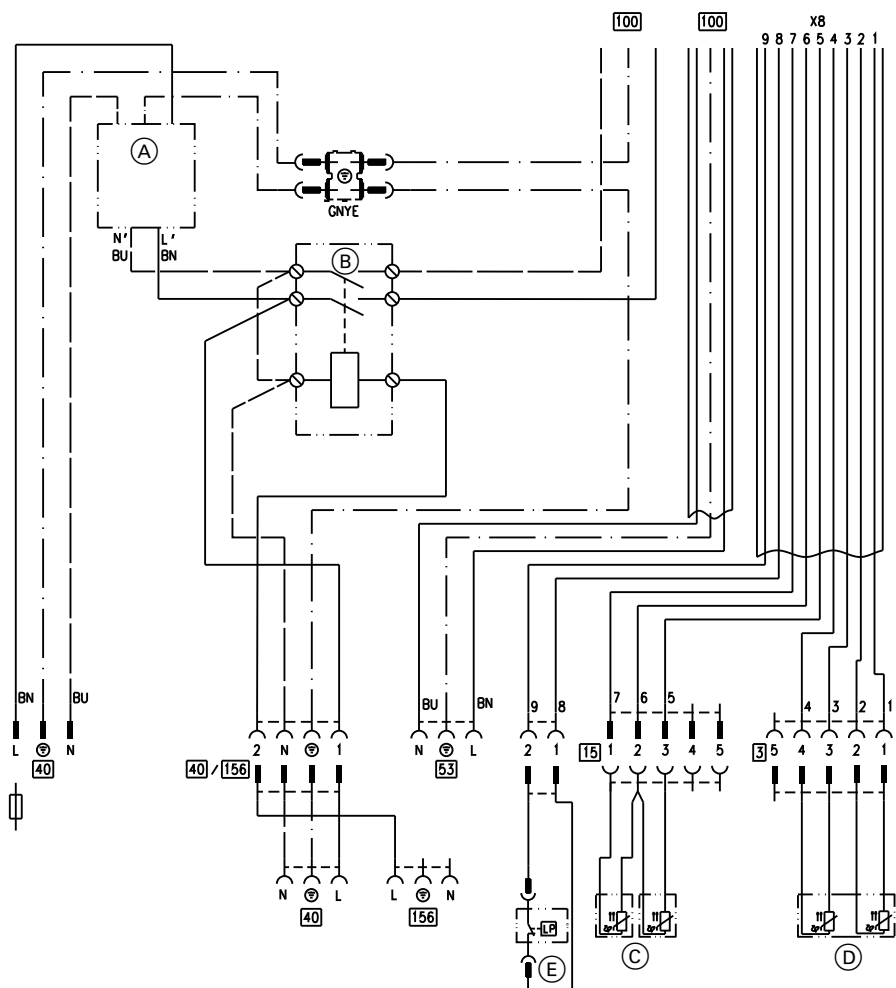 100 100 X8
9 8 7 6 5 4 3 2 1
A
GNYE
N' L'
BU BN
B
BN BU BU BN 9 8 7 6 5 4 3 2 1
L N 2 N 1 N L 2 1 15 1 2 3 4 5 3 5 4 3 2 1
40 40 / 156 53
N L L N
40 156
LP
E C D